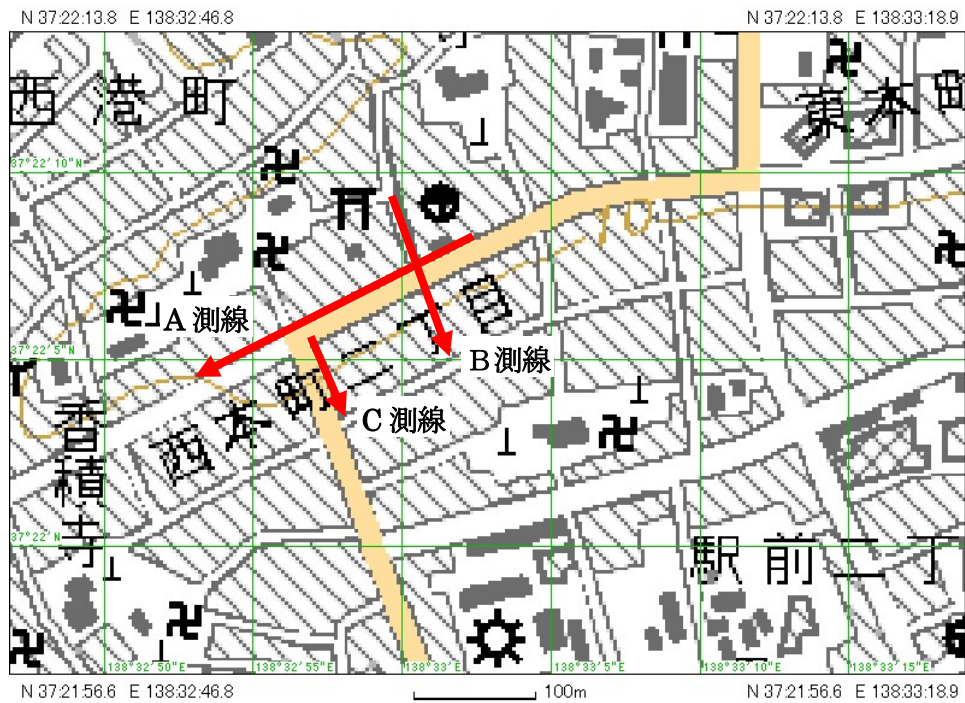 N 37:22:13.8 E 138:32:46.8
N 37:22:13.8 E 138:33:18.9
西港町
東本町
37°22'10"N
10
A 測線
37°22'5"N
B 測線
西本町一丁目
C 測線
香積寺
37°22'N
駅前二丁
138°32'50"E
138°32'55"E
138°33'E
138°33'5"E
138°33'10"E
138°33'15"E
N 37:21:56.6 E 138:32:46.8
100m
N 37:21:56.6 E 138:33:18.9